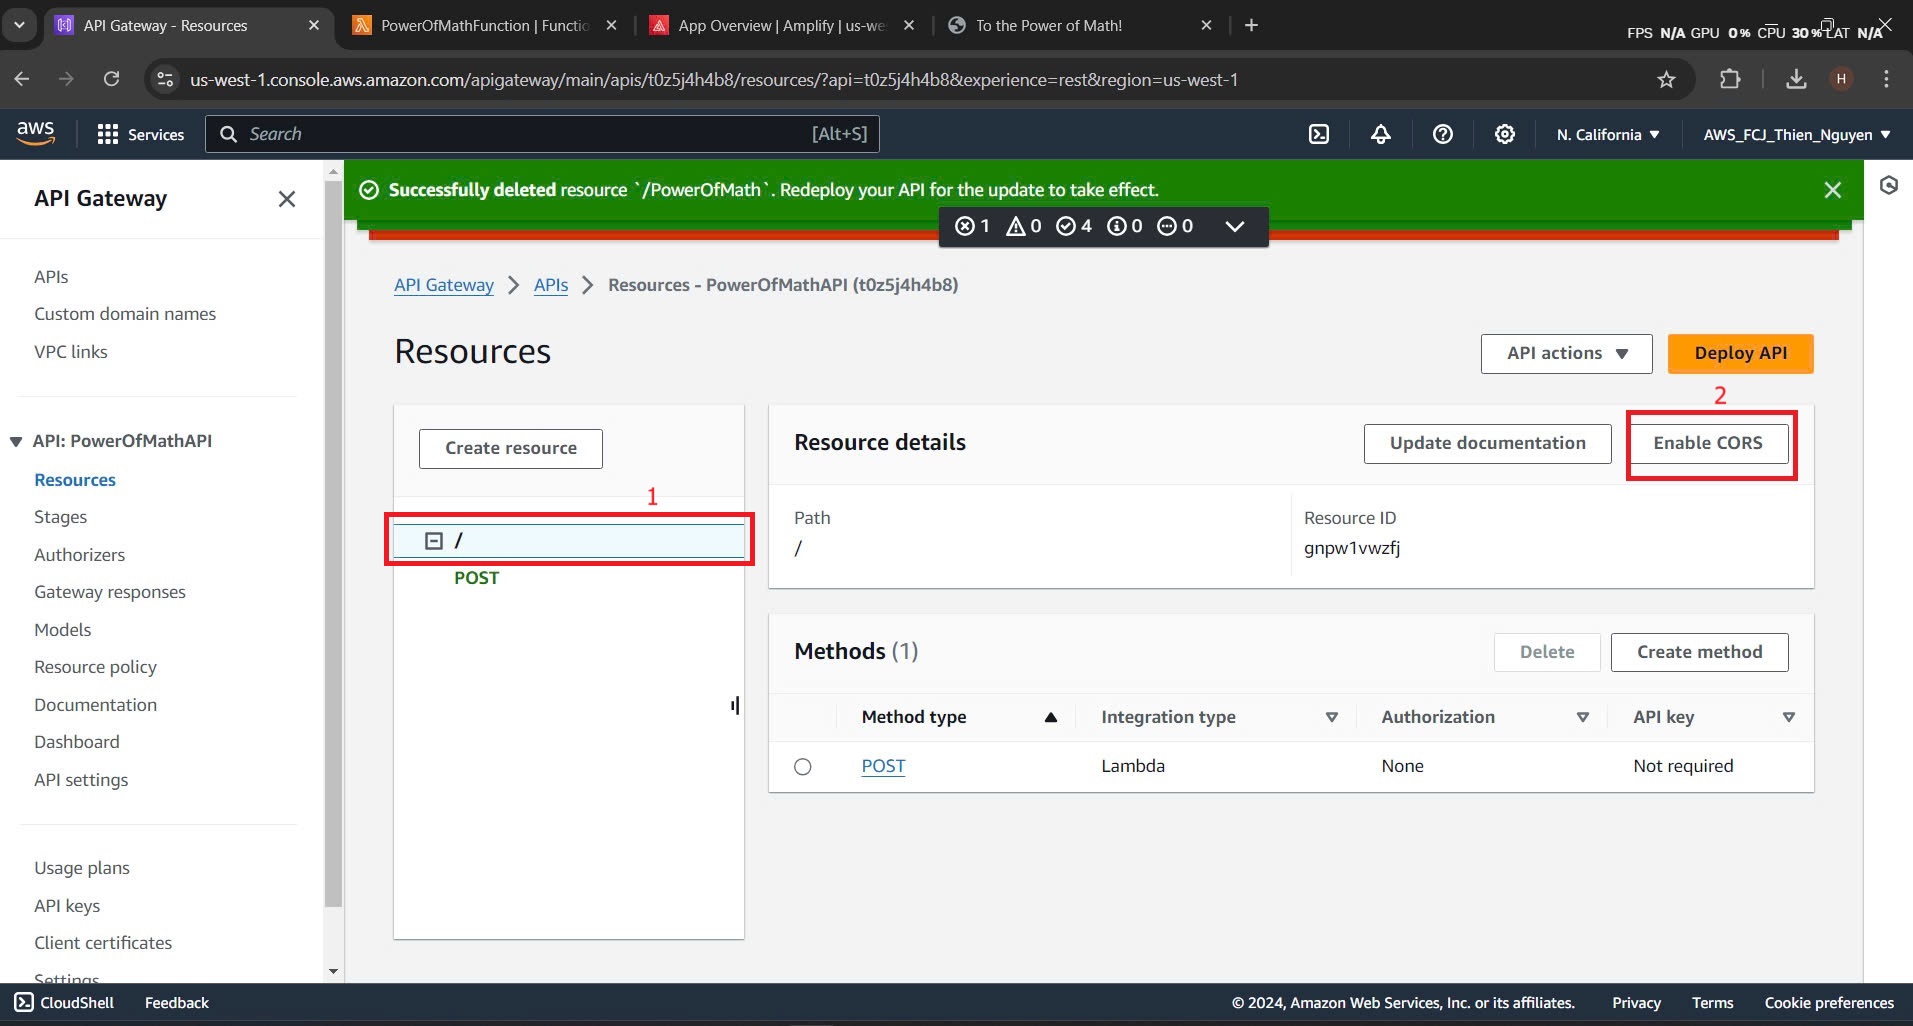 API Gateway - Resources
PowerOfMathFunction | Functio
App Overview | Amplify | us-we
To the Power of Math!
FPS N/A GPU 0% CPU 30% LAT N/A
us-west-1.console.aws.amazon.com/apigateway/main/apis/t0z5j4h4b8/resources/?api=t0z5j4h4b8&experience=rest&region=us-west-1
H
aws
Services
Search
[Alt+S]
N. California
AWS_FCJ_Thien_Nguyen
API Gateway
Successfully deleted resource `/PowerOfMath`. Redeploy your API for the update to take effect.
1 0 4 0 0
APIs
Custom domain names
VPC links
API: PowerOfMathAPI
Resources
Stages
Authorizers
Gateway responses
Models
Resource policy
Documentation
Dashboard
API settings
Usage plans
API keys
Client certificates
Settings
API Gateway > APIs > Resources - PowerOfMathAPI (t0z5j4h4b8)
Resources
API actions
Deploy API
2
Create resource
1
/
POST
Resource details
Update documentation
Enable CORS
Path
/
Resource ID
gnpw1vwzfj
Methods (1)
Delete
Create method
Method type
Integration type
Authorization
API key
POST
Lambda
None
Not required
CloudShell
Feedback
© 2024, Amazon Web Services, Inc. or its affiliates.
Privacy
Terms
Cookie preferences